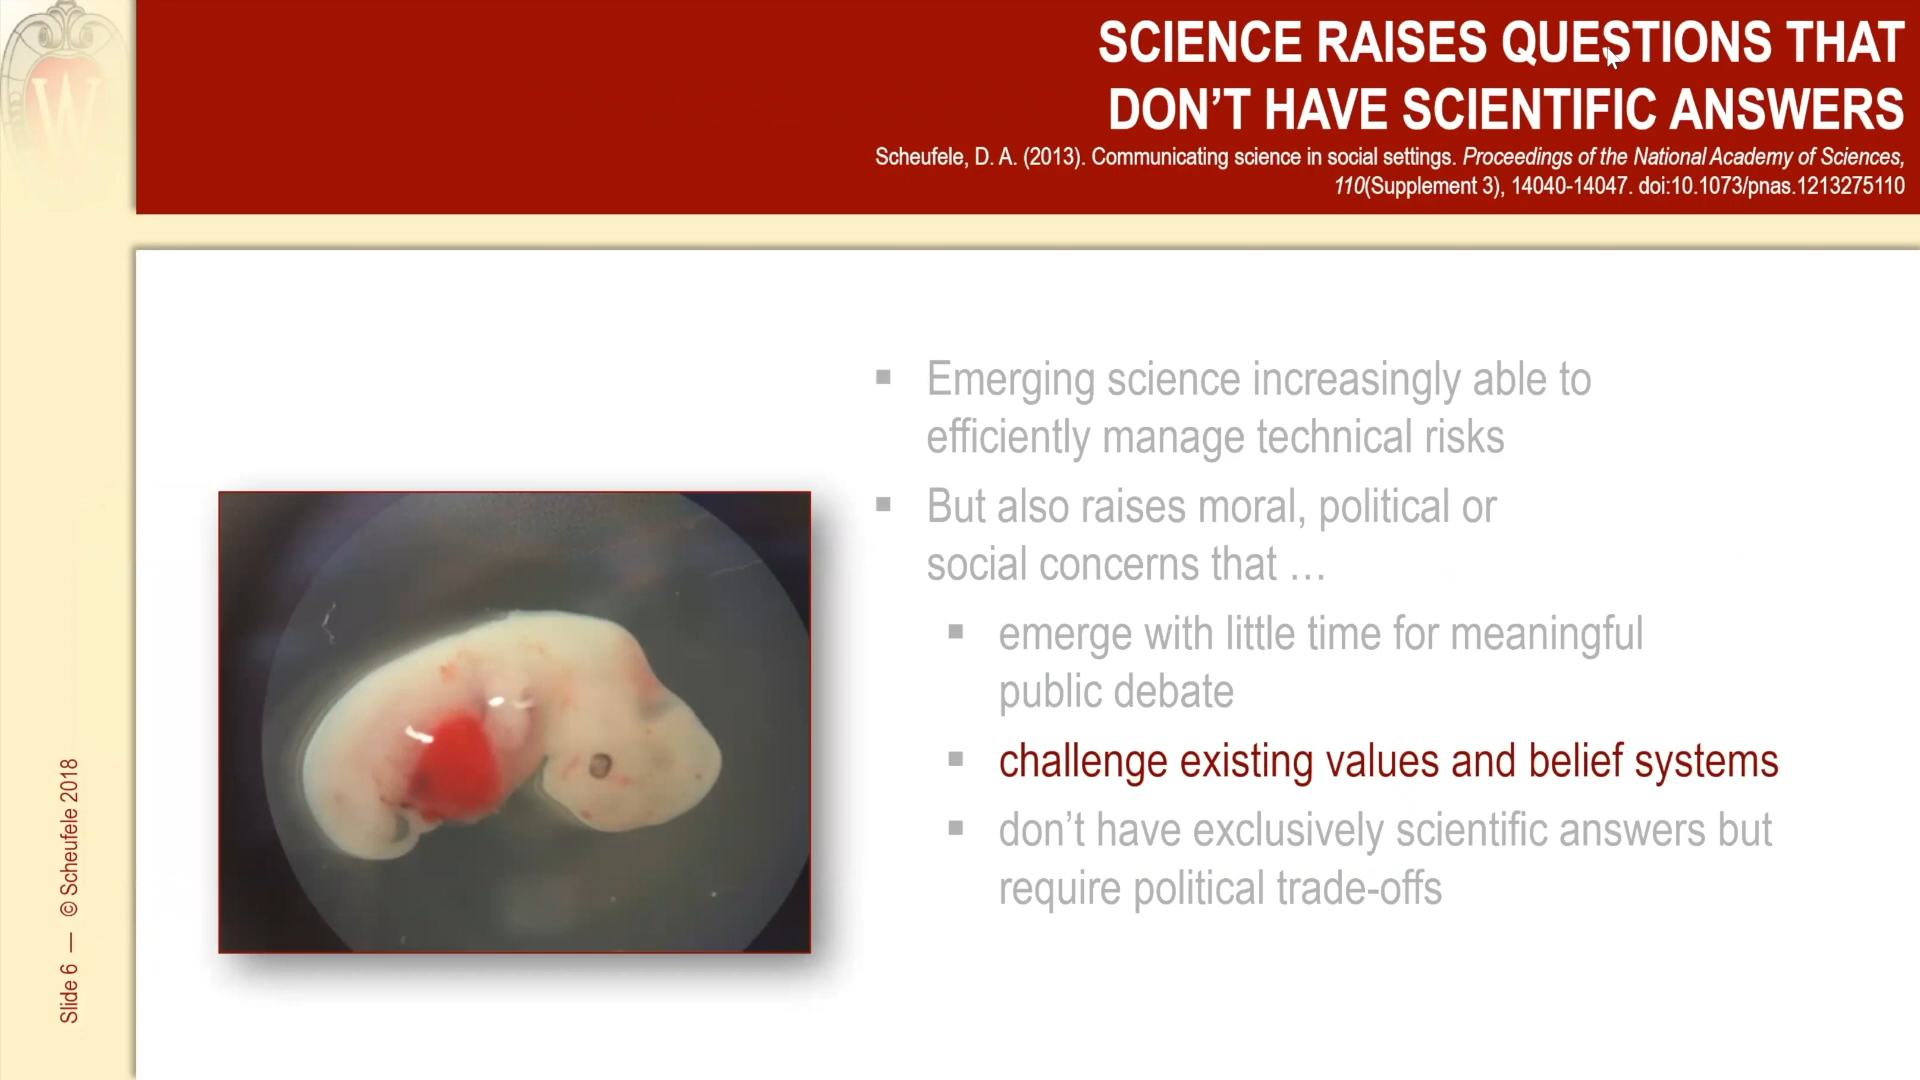 SCIENCE RAISES QUESTIONS THAT
DON’T HAVE SCIENTIFIC ANSWERS
Scheufele, D. A. (2013). Communicating science in social settings. Proceedings of the National Academy of Sciences,
110(Supplement 3), 14040-14047. doi:10.1073/pnas.1213275110
W
▪ Emerging science increasingly able to
efficiently manage technical risks
▪ But also raises moral, political or
social concerns that …
▪ emerge with little time for meaningful
public debate
▪ challenge existing values and belief systems
▪ don’t have exclusively scientific answers but
require political trade-offs
Slide 6 — © Scheufele 2018